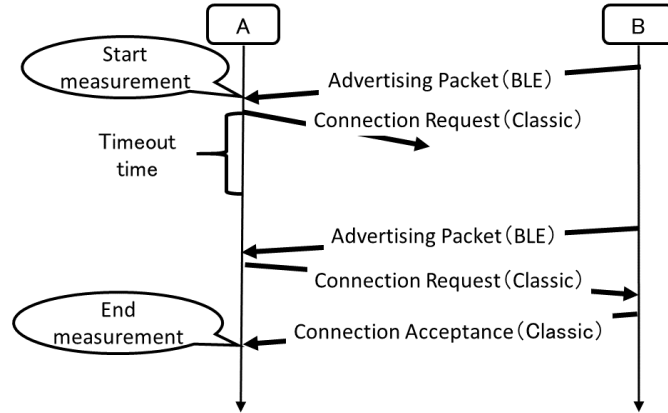 A
B
Start
measurement
Advertising Packet（BLE）
Connection Request（Classic）
Timeout
time
Advertising Packet（BLE）
Connection Request（Classic）
End
measurement
Connection Acceptance（Classic）